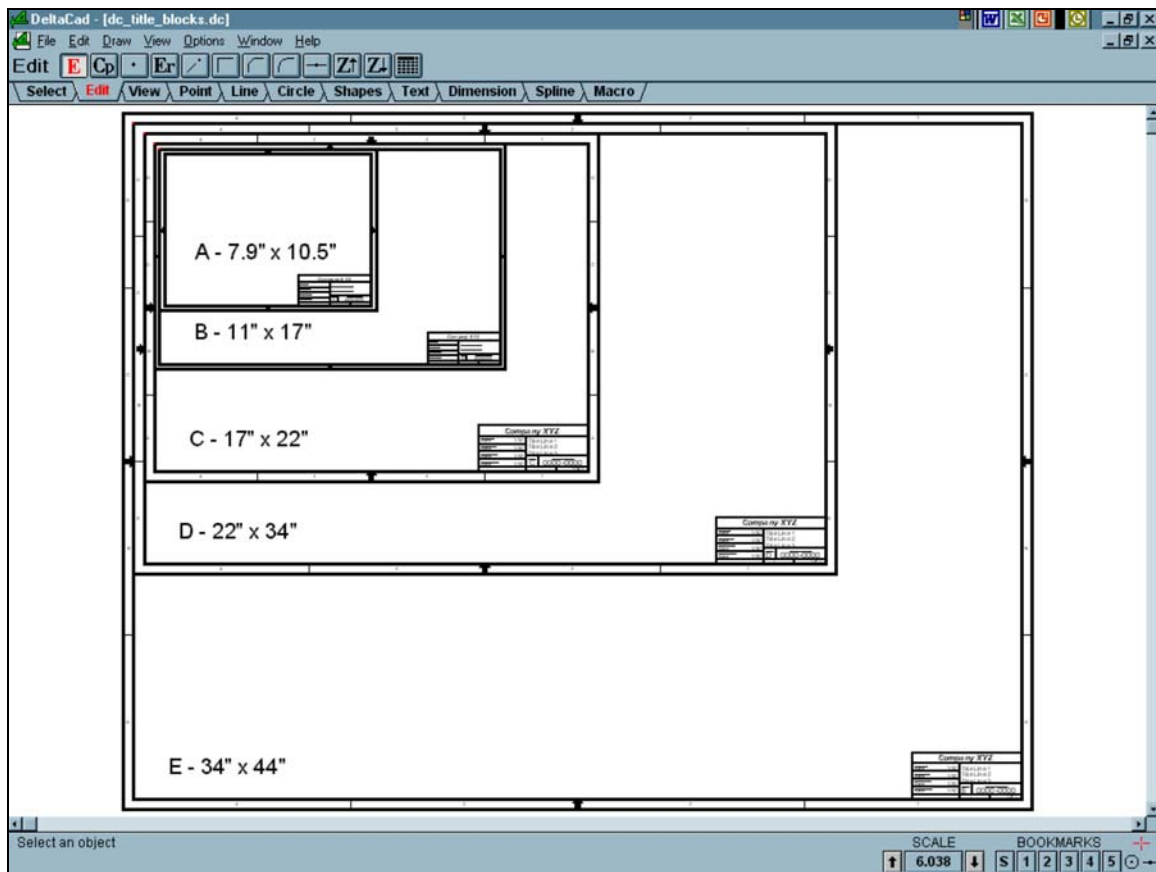 DeltaCad - [dc_title_blocks.dc]
File Edit Draw View Options Window Help
Edit E Cp Er Z↑ Z↓
Select Edit View Point Line Circle Shapes Text Dimension Spline Macro
A - 7.9" x 10.5"
B - 11" x 17"
C - 17" x 22"
Company XYZ
D - 22" x 34"
Company XYZ
E - 34" x 44"
Company XYZ
Select an object
SCALE BOOKMARKS
6.038 S 1 2 3 4 5